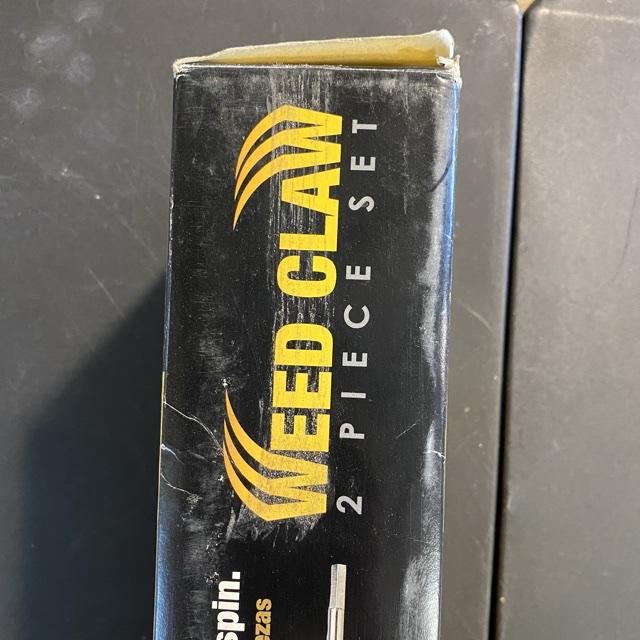 WEED CLAW
2 PIECE SET
spin.
ezas